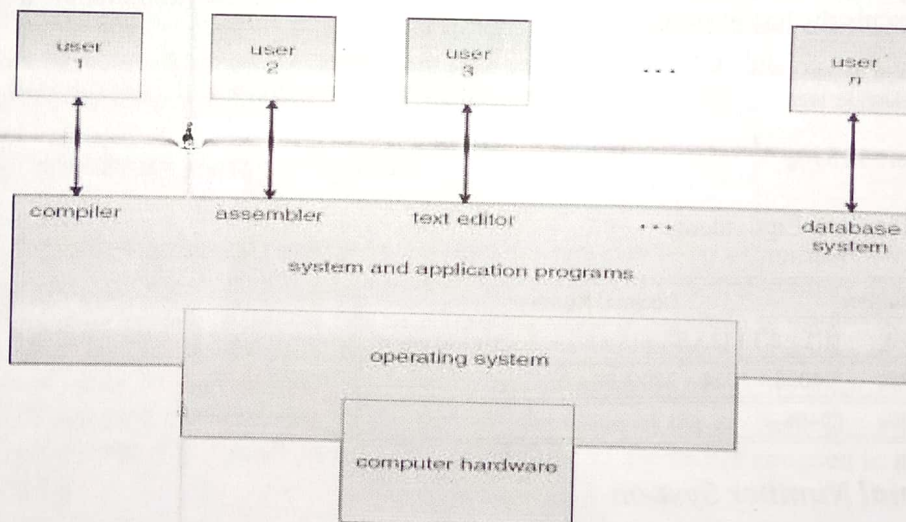 user
1
user
2
user
3
...
user
n
compiler
assembler
text editor
...
database
system
system and application programs
operating system
computer hardware